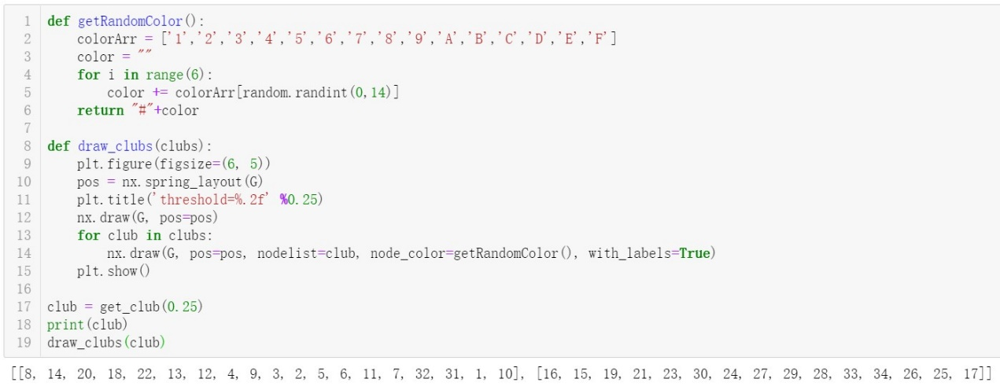 1 def getRandomColor():
2     colorArr = ['1','2','3','4','5','6','7','8','9','A','B','C','D','E','F']
3     color = ""
4     for i in range(6):
5         color += colorArr[random.randint(0,14)]
6     return "#"+color
7
8 def draw_clubs(clubs):
9     plt.figure(figsize=(6, 5))
10     pos = nx.spring_layout(G)
11     plt.title('threshold=%.2f' %0.25)
12     nx.draw(G, pos=pos)
13     for club in clubs:
14         nx.draw(G, pos=pos, nodelist=club, node_color=getRandomColor(), with_labels=True)
15     plt.show()
16
17 club = get_club(0.25)
18 print(club)
19 draw_clubs(club)
[[8, 14, 20, 18, 22, 13, 12, 4, 9, 3, 2, 5, 6, 11, 7, 32, 31, 1, 10], [16, 15, 19, 21, 23, 30, 24, 27, 29, 28, 33, 34, 26, 25, 17]]